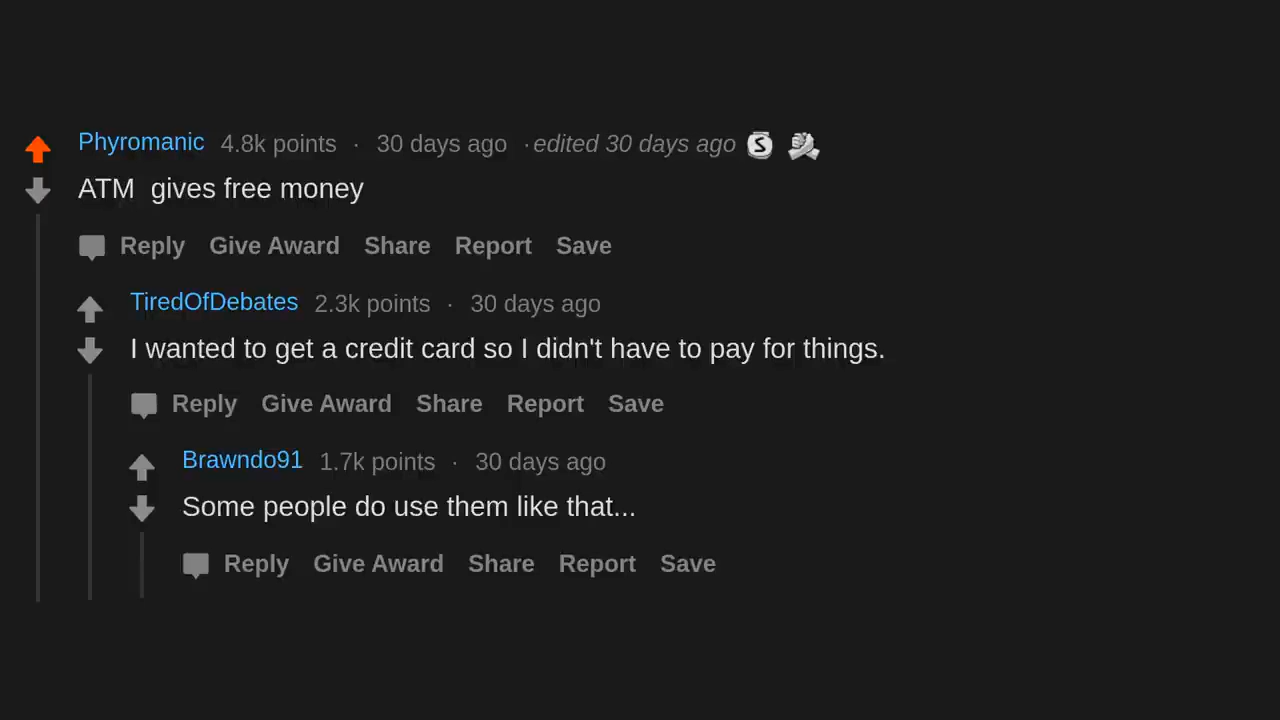 Phyromanic 4.8k points · 30 days ago · edited 30 days ago S
ATM gives free money
Reply Give Award Share Report Save
TiredOfDebates 2.3k points · 30 days ago
I wanted to get a credit card so I didn't have to pay for things.
Reply Give Award Share Report Save
Brawndo91 1.7k points · 30 days ago
Some people do use them like that...
Reply Give Award Share Report Save